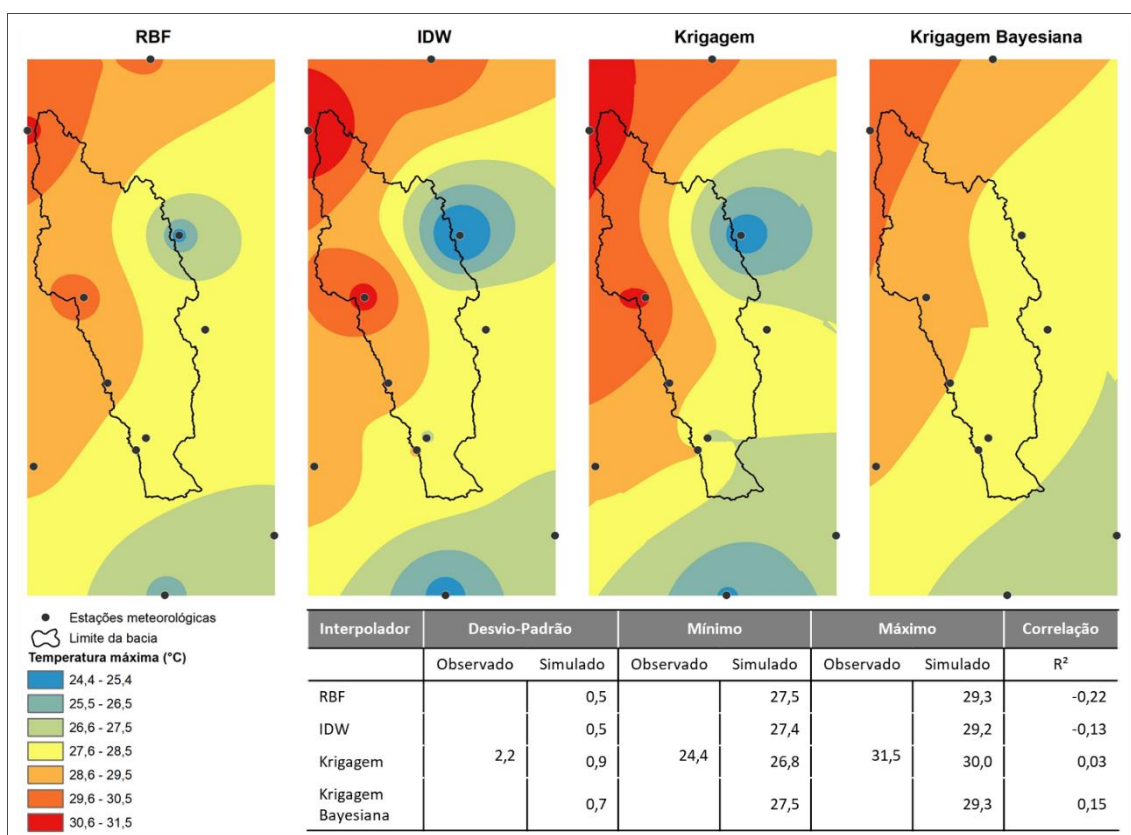 RBF
IDW
Krigagem
Krigagem Bayesiana
Estações meteorológicas
Limite da bacia
Temperatura máxima (°C)
24,4 - 25,4
25,5 - 26,5
26,6 - 27,5
27,6 - 28,5
28,6 - 29,5
29,6 - 30,5
30,6 - 31,5
Interpolador Desvio-Padrão Mínimo Máximo Correlação
Observado Simulado Observado Simulado Observado Simulado R²
RBF 0,5 27,5 29,3 -0,22
IDW 0,5 27,4 29,2 -0,13
2,2 24,4 31,5
Krigagem 0,9 26,8 30,0 0,03
Krigagem
Bayesiana 0,7 27,5 29,3 0,15